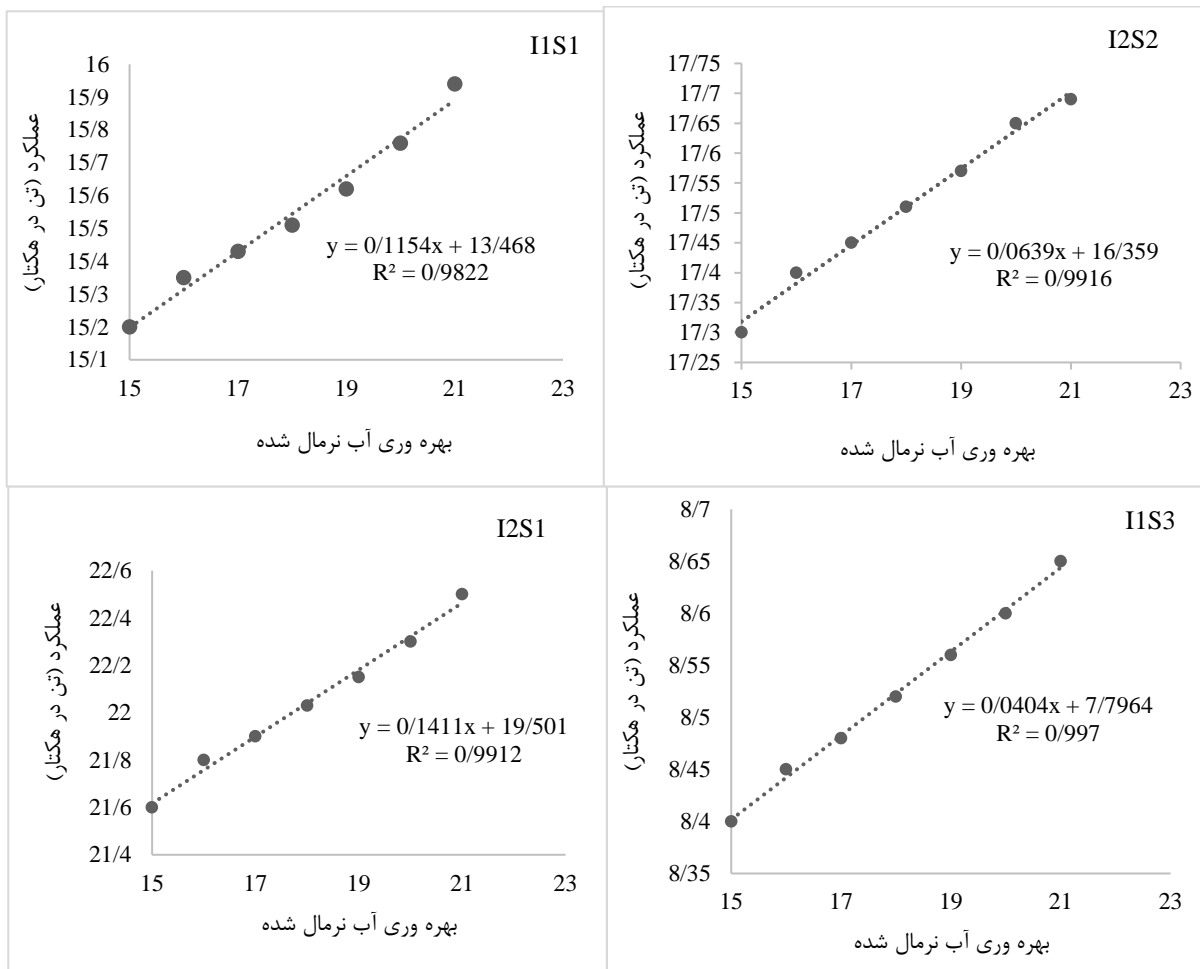 I1S1
عملکرد (تن در هکتار)
16
15/9
15/8
15/7
15/6
15/5
15/4
15/3
15/2
15/1
y = 0/1154x + 13/468
R² = 0/9822
15 17 19 21 23
بهره وری آب نرمال شده
I2S2
عملکرد (تن در هکتار)
17/75
17/7
17/65
17/6
17/55
17/5
17/45
17/4
17/35
17/3
17/25
y = 0/0639x + 16/359
R² = 0/9916
15 17 19 21 23
بهره وری آب نرمال شده
I2S1
عملکرد (تن در هکتار)
22/6
22/4
22/2
22
21/8
21/6
21/4
y = 0/1411x + 19/501
R² = 0/9912
15 17 19 21 23
بهره وری آب نرمال شده
I1S3
عملکرد (تن در هکتار)
8/7
8/65
8/6
8/55
8/5
8/45
8/4
8/35
y = 0/0404x + 7/7964
R² = 0/997
15 17 19 21 23
بهره وری آب نرمال شده